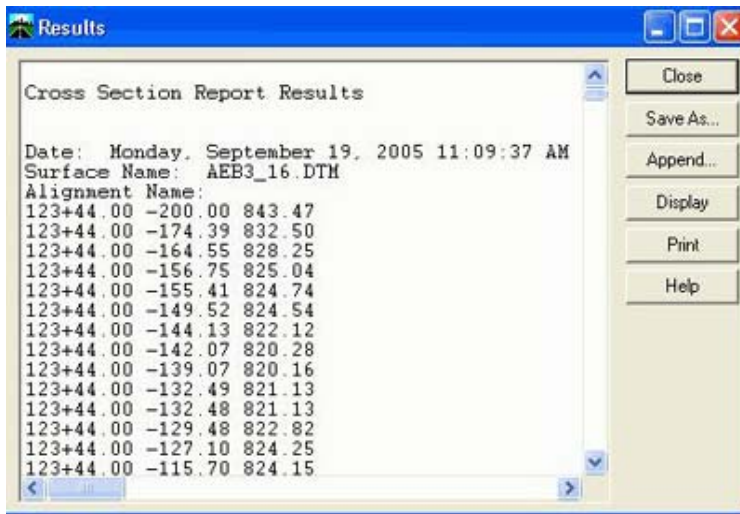 Results
Cross Section Report Results
Date:  Monday, September 19, 2005 11:09:37 AM
Surface Name:  AEB3_16.DTM
Alignment Name:
123+44.00 -200.00 843.47
123+44.00 -174.39 832.50
123+44.00 -164.55 828.25
123+44.00 -156.75 825.04
123+44.00 -155.41 824.74
123+44.00 -149.52 824.54
123+44.00 -144.13 822.12
123+44.00 -142.07 820.28
123+44.00 -139.07 820.16
123+44.00 -132.49 821.13
123+44.00 -132.48 821.13
123+44.00 -129.48 822.82
123+44.00 -127.10 824.25
123+44.00 -115.70 824.15
Close
Save As...
Append...
Display
Print
Help